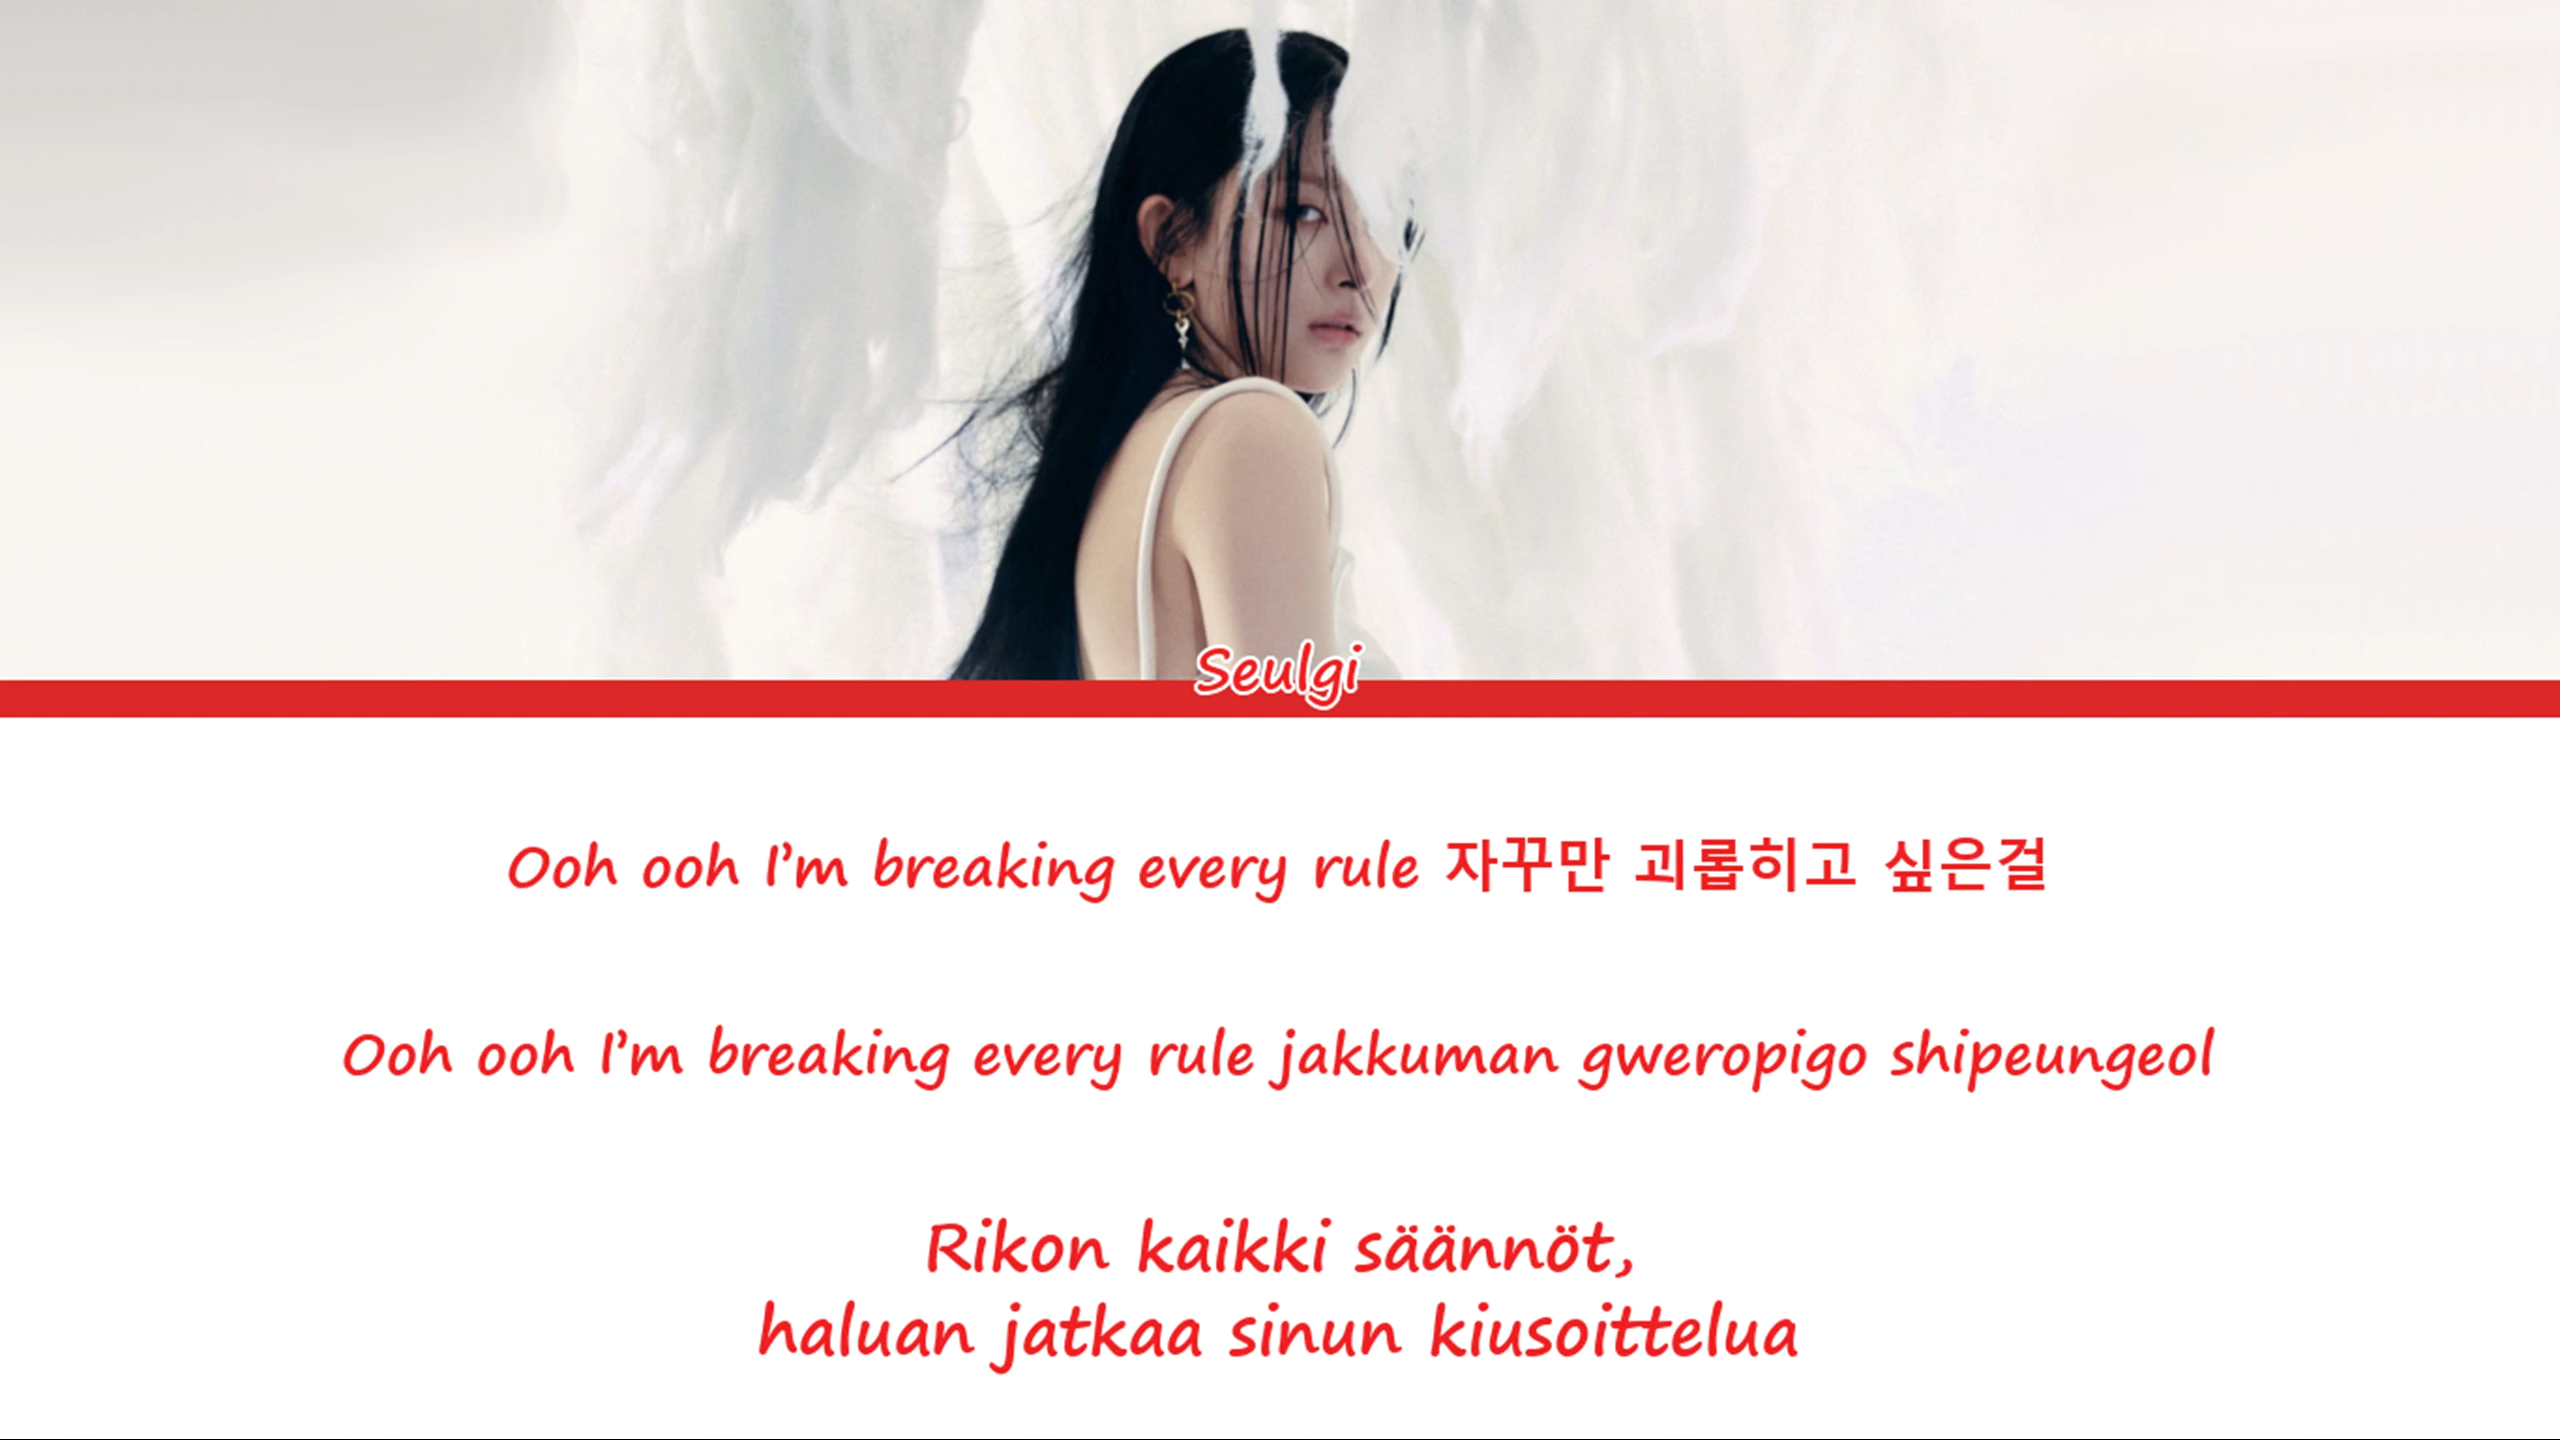 Seulgi
Ooh ooh I’m breaking every rule 자꾸만 괴롭히고 싶은걸
Ooh ooh I’m breaking every rule jakkuman gweropigo shipeungeol
Rikon kaikki säännöt,
haluan jatkaa sinun kiusoittelua